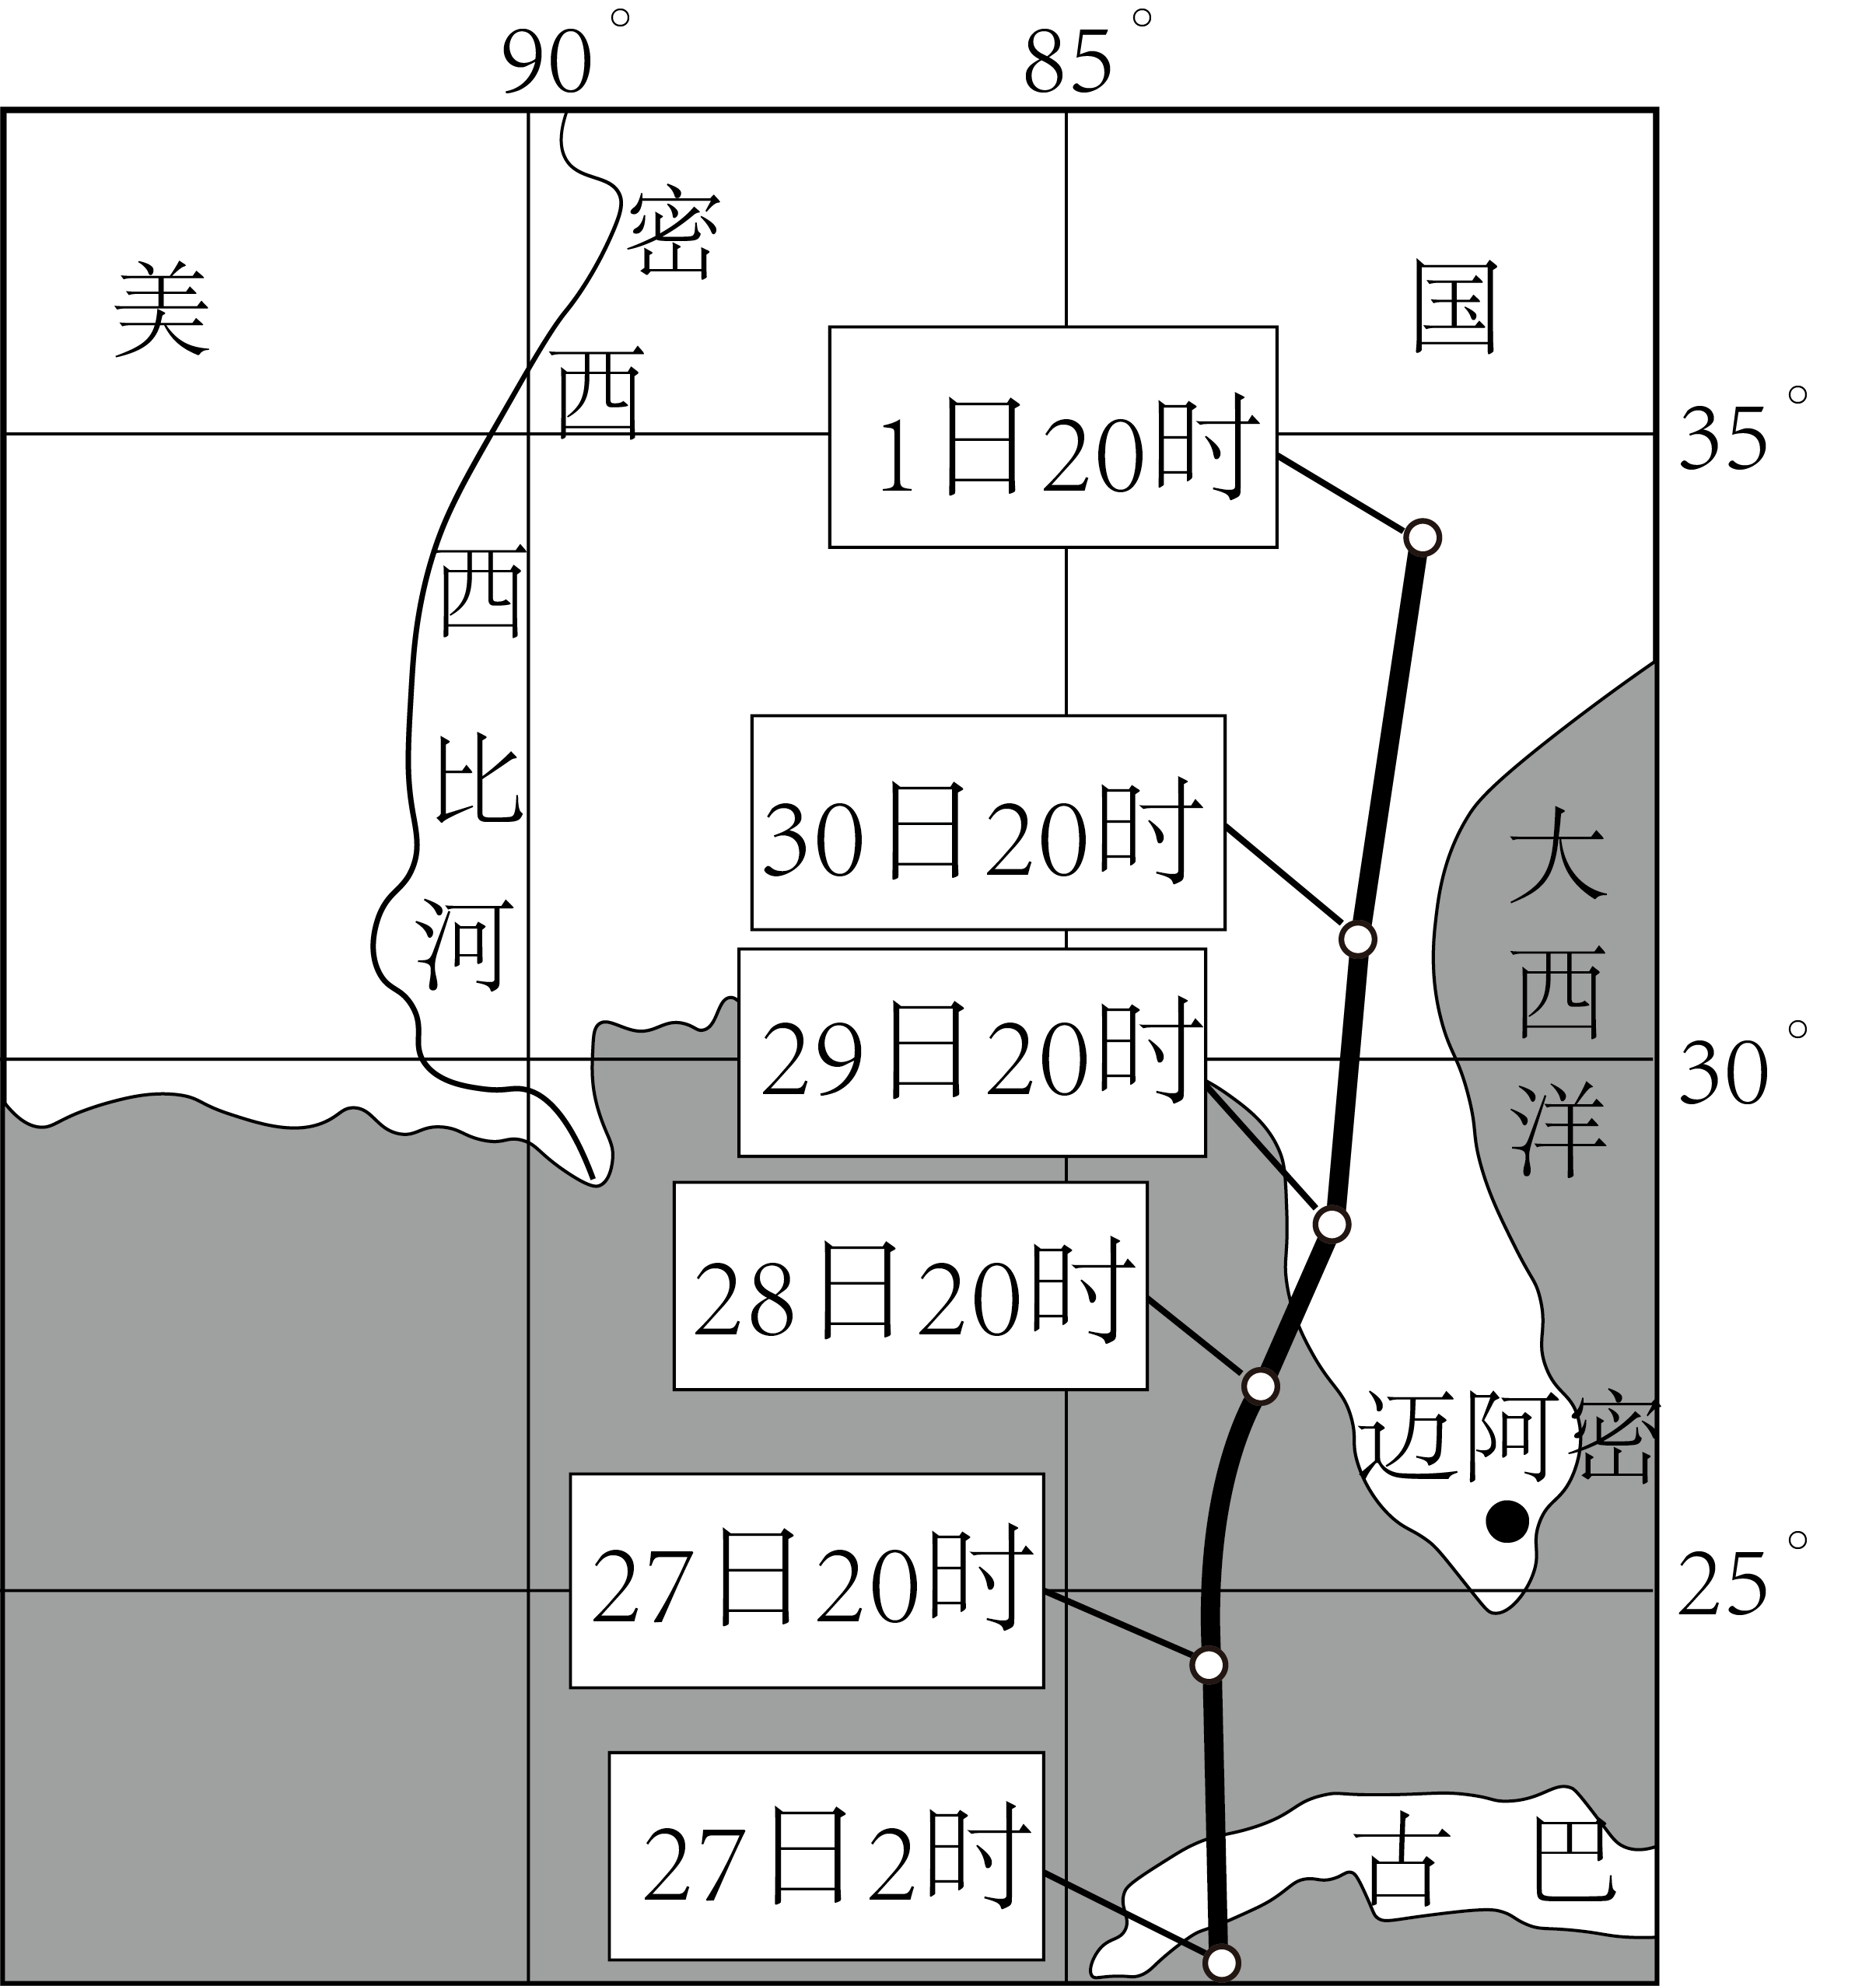 90° 85°
美 国
密西西比河
1日20时
35°
30日20时
大西洋
29日20时
30°
28日20时
迈阿密
27日20时
25°
27日2时
古巴